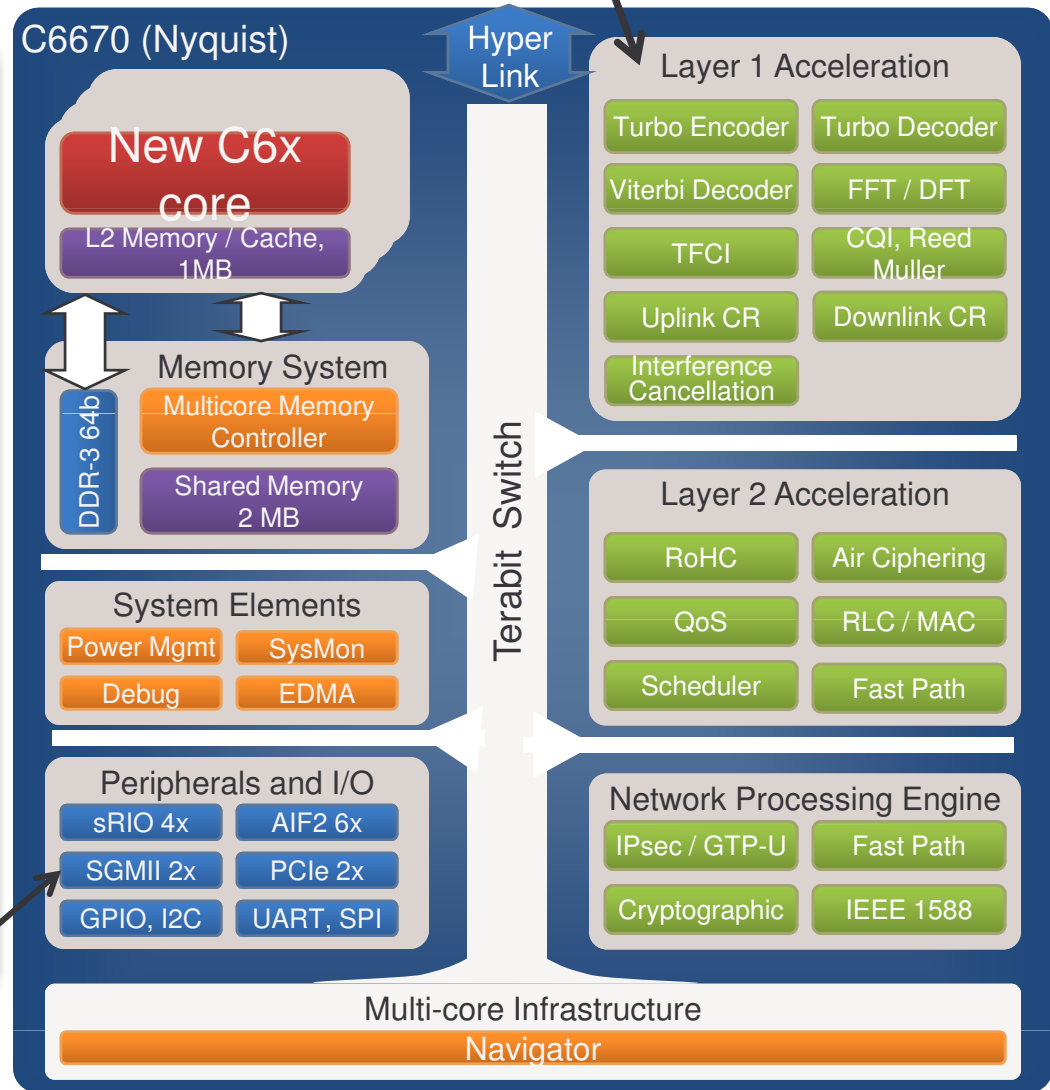 C6670 (Nyquist)
Hyper
Link
New C6x
core
L2 Memory / Cache,
1MB
Memory System
DDR-3 64b
Multicore Memory
Controller
Shared Memory
2 MB
System Elements
Power Mgmt
SysMon
Debug
EDMA
Peripherals and I/O
sRIO 4x
AIF2 6x
SGMII 2x
PCIe 2x
GPIO, I2C
UART, SPI
Terabit Switch
Layer 1 Acceleration
Turbo Encoder
Turbo Decoder
Viterbi Decoder
FFT / DFT
TFCI
CQI, Reed
Muller
Uplink CR
Downlink CR
Interference
Cancellation
Layer 2 Acceleration
RoHC
Air Ciphering
QoS
RLC / MAC
Scheduler
Fast Path
Network Processing Engine
IPsec / GTP-U
Fast Path
Cryptographic
IEEE 1588
Multi-core Infrastructure
Navigator